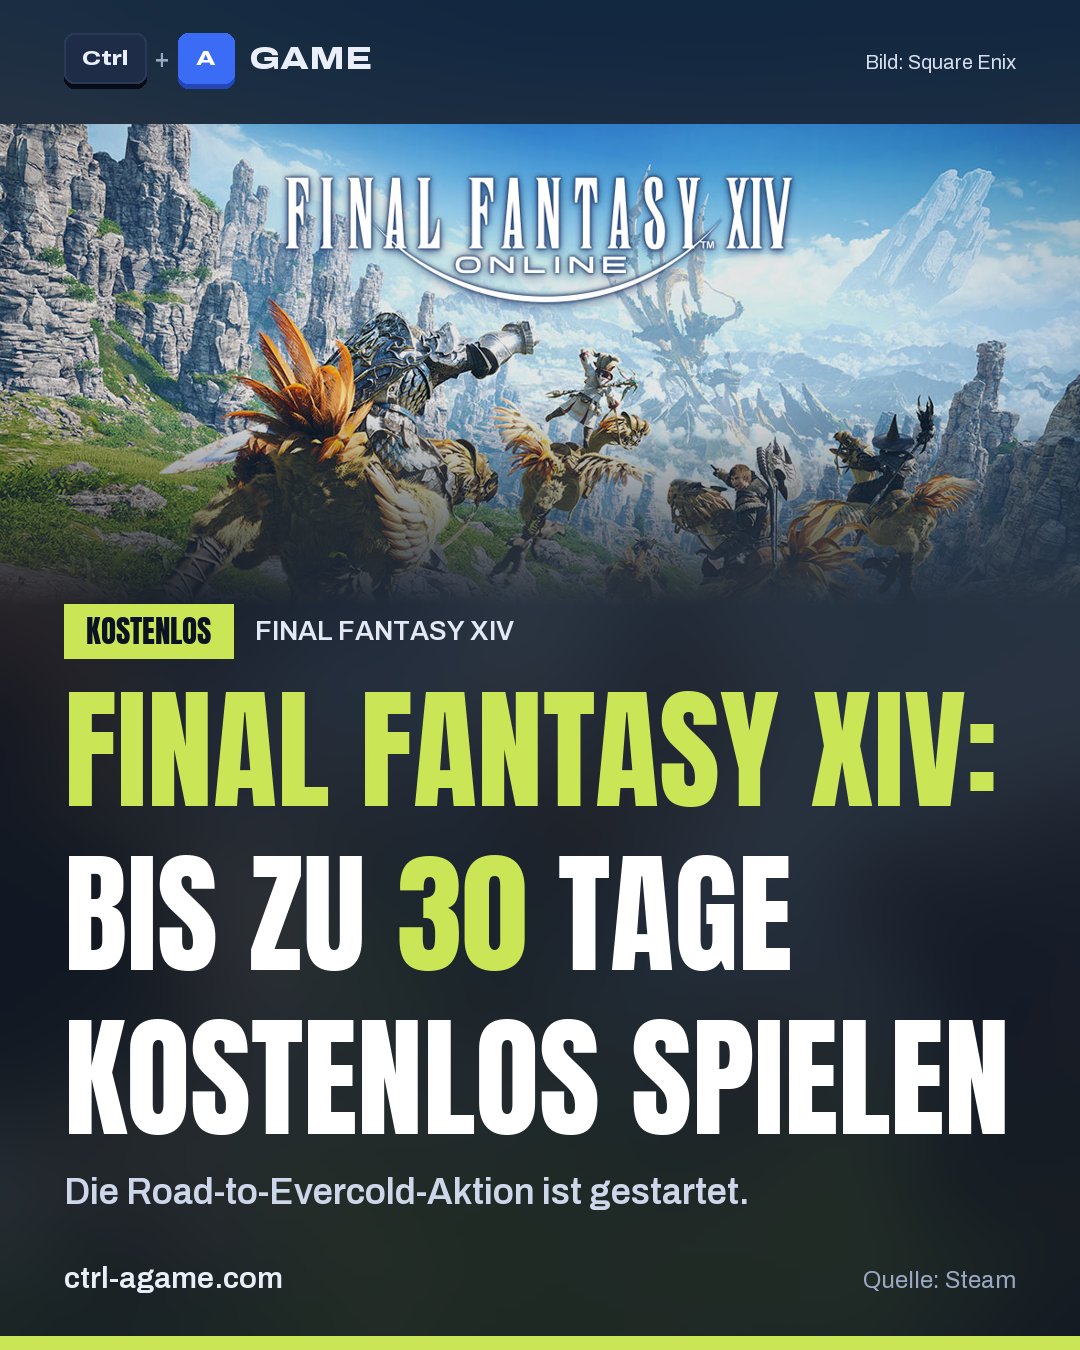 Ctrl + A GAME
Bild: Square Enix
FINAL FANTASY XIV™
ONLINE
KOSTENLOS FINAL FANTASY XIV
FINAL FANTASY XIV:
BIS ZU 30 TAGE
KOSTENLOS SPIELEN
Die Road-to-Evercold-Aktion ist gestartet.
ctrl-agame.com
Quelle: Steam